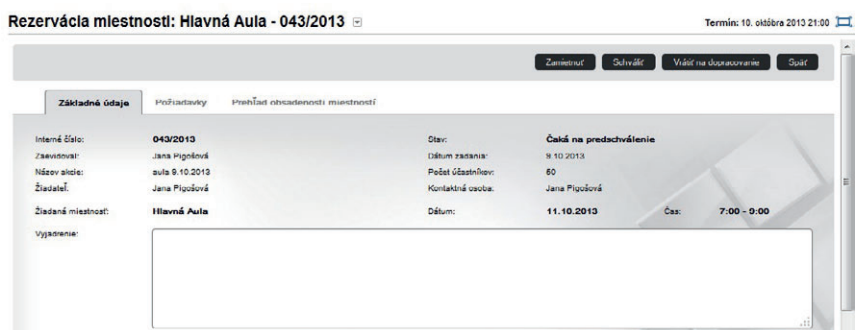 Rezervácia miestnosti: Hlavná Aula - 043/2013
Termín: 10. október 2013 21:00
Zamietnuť Schváliť Vrátiť na dopracovanie Späť
Základné údaje Požiadavky Prehľad obsadenosti miestností
Interné číslo: 043/2013 Stav: Čaká na predschválenie
Zaevidoval: Jana Pigošová Dátum zadania: 9.10.2013
Názov akcie: aula 9.10.2013 Počet účastníkov: 50
Žiadateľ: Jana Pigošová Kontaktná osoba: Jana Pigošová
Žiadaná miestnosť: Hlavná Aula Dátum: 11.10.2013 Čas: 7:00 - 9:00
Vyjadrenie: